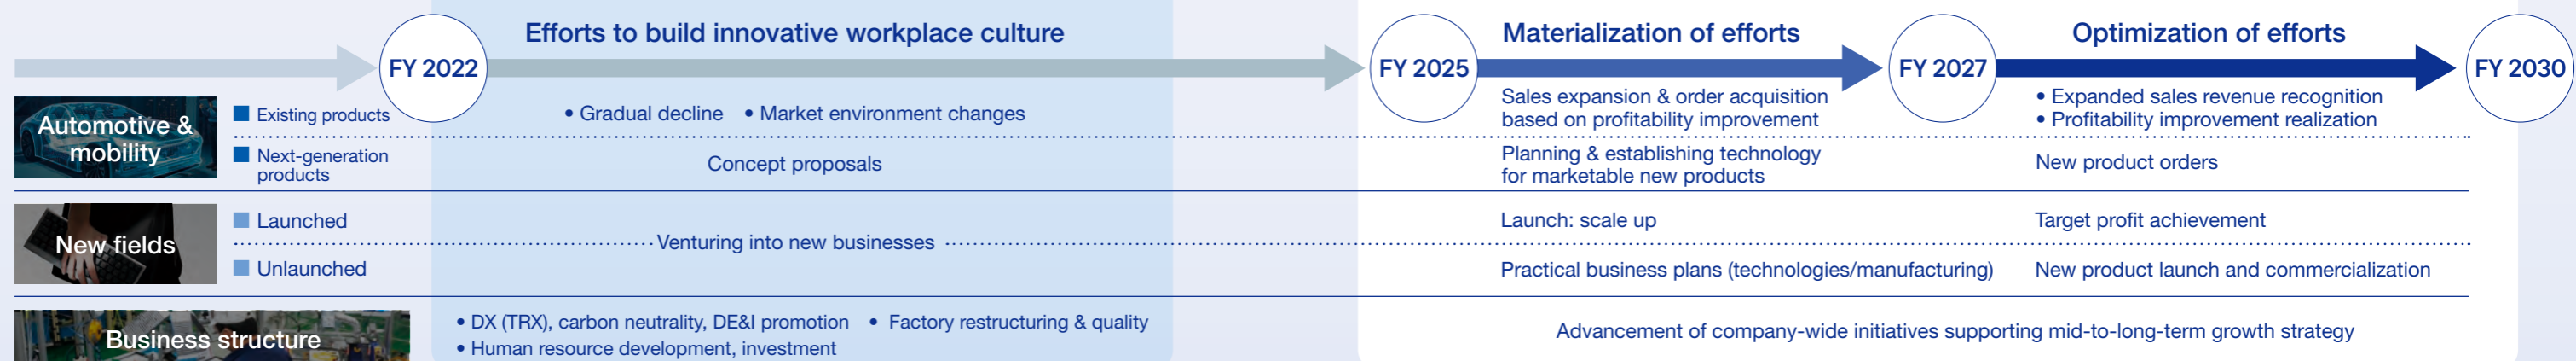 Efforts to build innovative workplace culture
Materialization of efforts
Optimization of efforts
FY 2022
FY 2025
FY 2027
FY 2030
Automotive &
mobility
■ Existing products
• Gradual decline • Market environment changes
Sales expansion & order acquisition
based on profitability improvement
• Expanded sales revenue recognition
• Profitability improvement realization
■ Next-generation
products
Concept proposals
Planning & establishing technology
for marketable new products
New product orders
New fields
■ Launched
■ Unlaunched
Venturing into new businesses
Launch: scale up
Target profit achievement
Practical business plans (technologies/manufacturing)
New product launch and commercialization
Business structure
• DX (TRX), carbon neutrality, DE&I promotion • Factory restructuring & quality
• Human resource development, investment
Advancement of company-wide initiatives supporting mid-to-long-term growth strategy